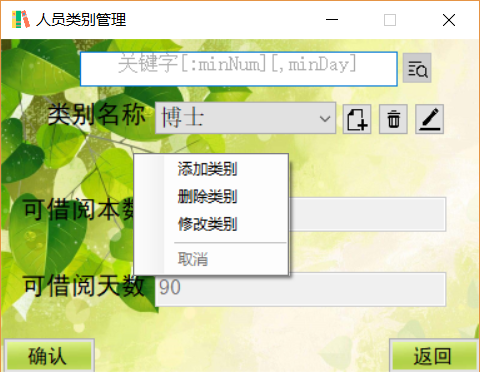 人员类别管理
关键字[:minNum][,minDay]
类别名称 博士
添加类别
删除类别
修改类别
取消
可借阅本数
可借阅天数 90
确认 返回